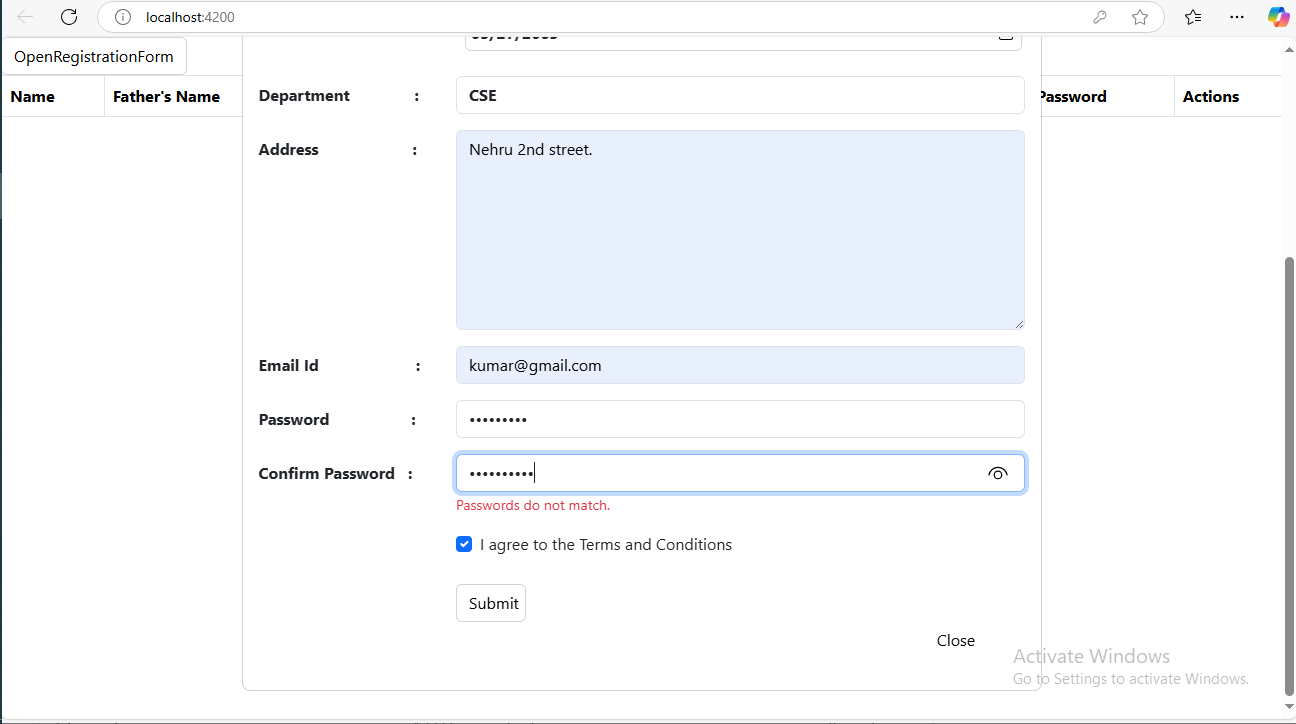 localhost:4200
OpenRegistrationForm
Name Father's Name Password Actions
Department : CSE
Address : Nehru 2nd street.
Email Id : kumar@gmail.com
Password : •••••••••
Confirm Password : ••••••••••
Passwords do not match.
I agree to the Terms and Conditions
Submit
Close
Activate Windows
Go to Settings to activate Windows.